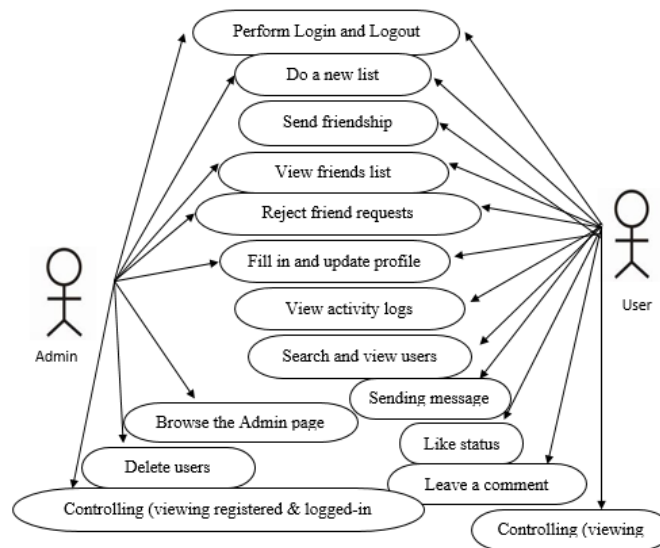 Perform Login and Logout
Do a new list
Send friendship
View friends list
Reject friend requests
Fill in and update profile
View activity logs
Search and view users
Sending message
Browse the Admin page
Like status
Delete users
Leave a comment
Controlling (viewing registered & logged-in
Controlling (viewing
Admin
User